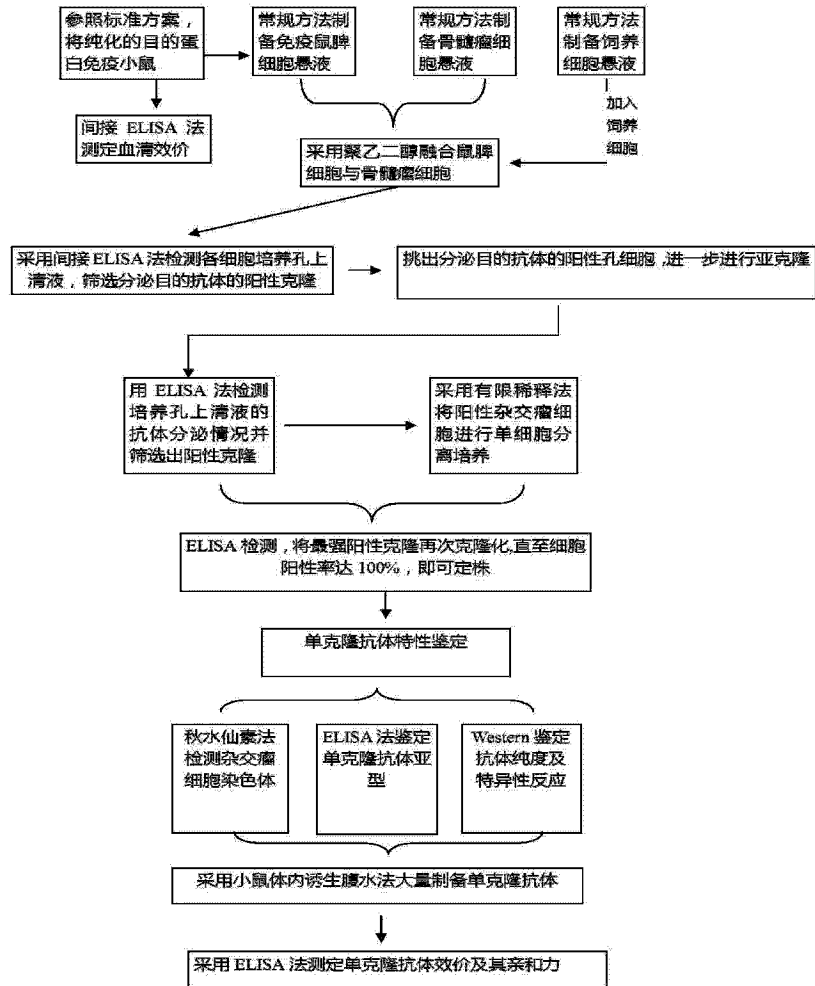 参照标准方案，
将纯化的目的蛋
白免疫小鼠
常规方法制
备免疫鼠脾
细胞悬液
常规方法制
备骨髓瘤细
胞悬液
常规方法
制备饲养
细胞悬液
间接 ELISA 法
测定血清效价
加入
饲养
细胞
采用聚乙二醇融合鼠脾
细胞与骨髓瘤细胞
采用间接 ELISA 法检测各细胞培养孔上
清液，筛选分泌目的抗体的阳性克隆
挑出分泌目的抗体的阳性孔细胞,进一步进行亚克隆
用 ELISA 法检测
培养孔上清液的
抗体分泌情况并
筛选出阳性克隆
采用有限稀释法
将阳性杂交瘤细
胞进行单细胞分
离培养
ELISA 检测，将最强阳性克隆再次克隆化,直至细胞
阳性率达 100%，即可定株
单克隆抗体特性鉴定
秋水仙素法
检测杂交瘤
细胞染色体
ELISA 法鉴定
单克隆抗体亚
型
Western 鉴定
抗体纯度及
特异性反应
采用小鼠体内诱生腹水法大量制备单克隆抗体
采用 ELISA 法测定单克隆抗体效价及其亲和力